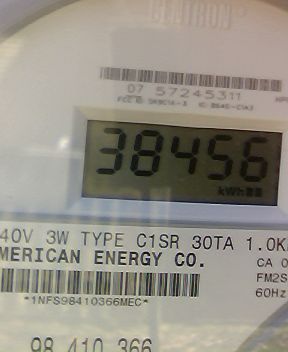 CENTRON
07 57245311
38456
kWh
40V 3W TYPE C1SR 30TA 1.0K
MERICAN ENERGY CO.
CA 0
FM2S
*1NFS98410366MEC*
60Hz
98 410 366